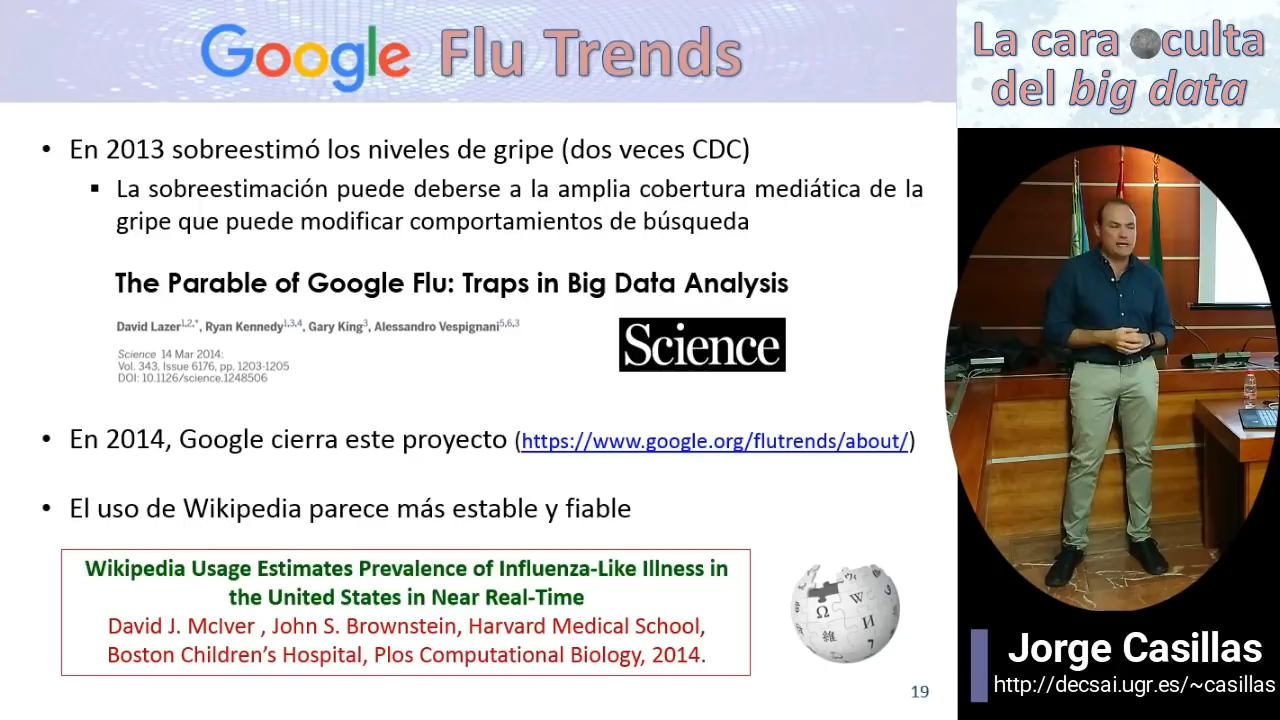 Google Flu Trends
La cara oculta
del big data
• En 2013 sobreestimó los niveles de gripe (dos veces CDC)
▪ La sobreestimación puede deberse a la amplia cobertura mediática de la
gripe que puede modificar comportamientos de búsqueda
The Parable of Google Flu: Traps in Big Data Analysis
David Lazer1,2,*, Ryan Kennedy1,3,4, Gary King3, Alessandro Vespignani5,6,3
Science 14 Mar 2014:
Vol. 343, Issue 6176, pp. 1203-1205
DOI: 10.1126/science.1248506
Science
• En 2014, Google cierra este proyecto (https://www.google.org/flutrends/about/)
• El uso de Wikipedia parece más estable y fiable
Wikipedia Usage Estimates Prevalence of Influenza-Like Illness in
the United States in Near Real-Time
David J. McIver , John S. Brownstein, Harvard Medical School,
Boston Children's Hospital, Plos Computational Biology, 2014.
Ω W И 維
19
Jorge Casillas
http://decsai.ugr.es/~casillas